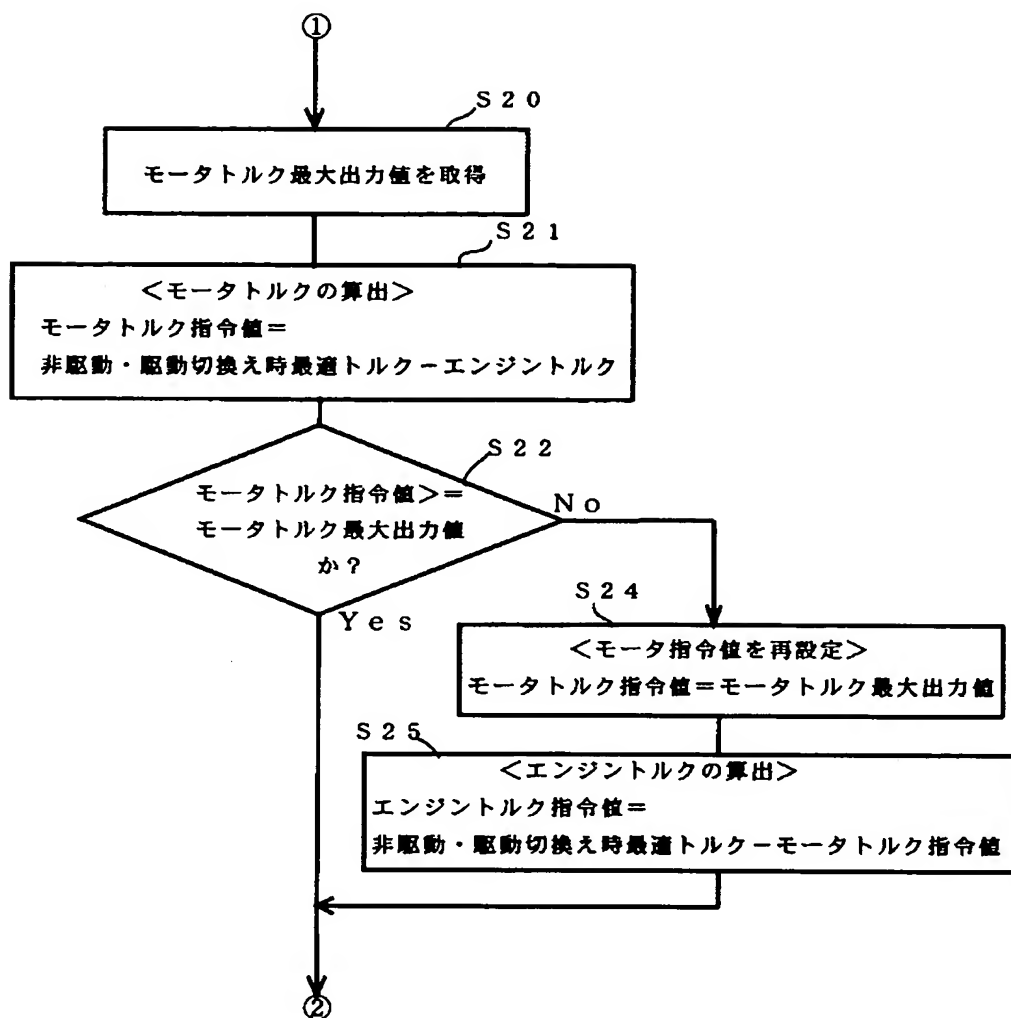 ①
Ｓ２０
モータトルク最大出力値を取得
Ｓ２１
＜モータトルクの算出＞
モータトルク指令値＝
非駆動・駆動切換え時最適トルク－エンジントルク
Ｓ２２
モータトルク指令値＞＝
モータトルク最大出力値
か？
Ｎｏ
Ｙｅｓ
Ｓ２４
＜モータ指令値を再設定＞
モータトルク指令値＝モータトルク最大出力値
Ｓ２５
＜エンジントルクの算出＞
エンジントルク指令値＝
非駆動・駆動切換え時最適トルク－モータトルク指令値
②